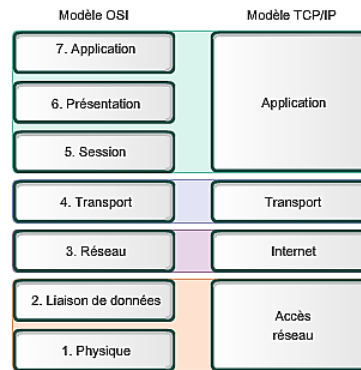 Modèle OSI
Modèle TCP/IP
7. Application
6. Présentation
5. Session
Application
4. Transport
Transport
3. Réseau
Internet
2. Liaison de données
1. Physique
Accès
réseau